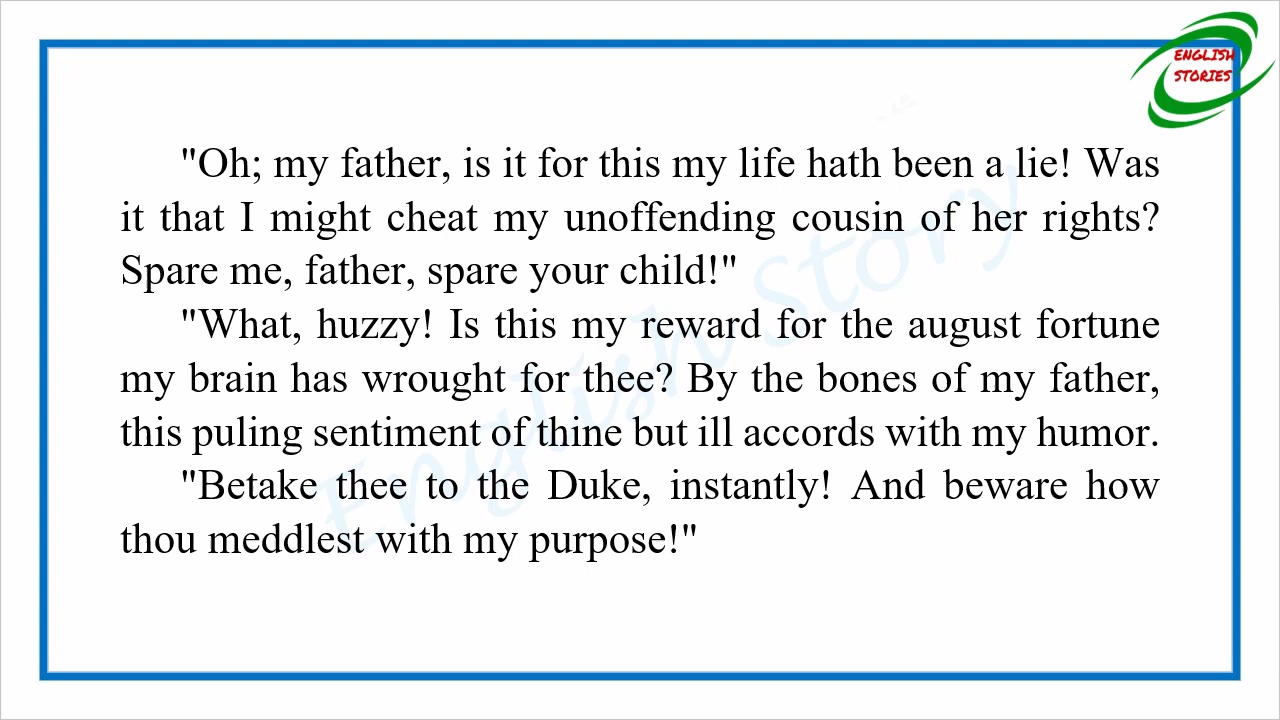 ENGLISH
STORIES
"Oh; my father, is it for this my life hath been a lie! Was
it that I might cheat my unoffending cousin of her rights?
Spare me, father, spare your child!"
"What, huzzy! Is this my reward for the august fortune
my brain has wrought for thee? By the bones of my father,
this puling sentiment of thine but ill accords with my humor.
"Betake thee to the Duke, instantly! And beware how
thou meddlest with my purpose!"
English Story